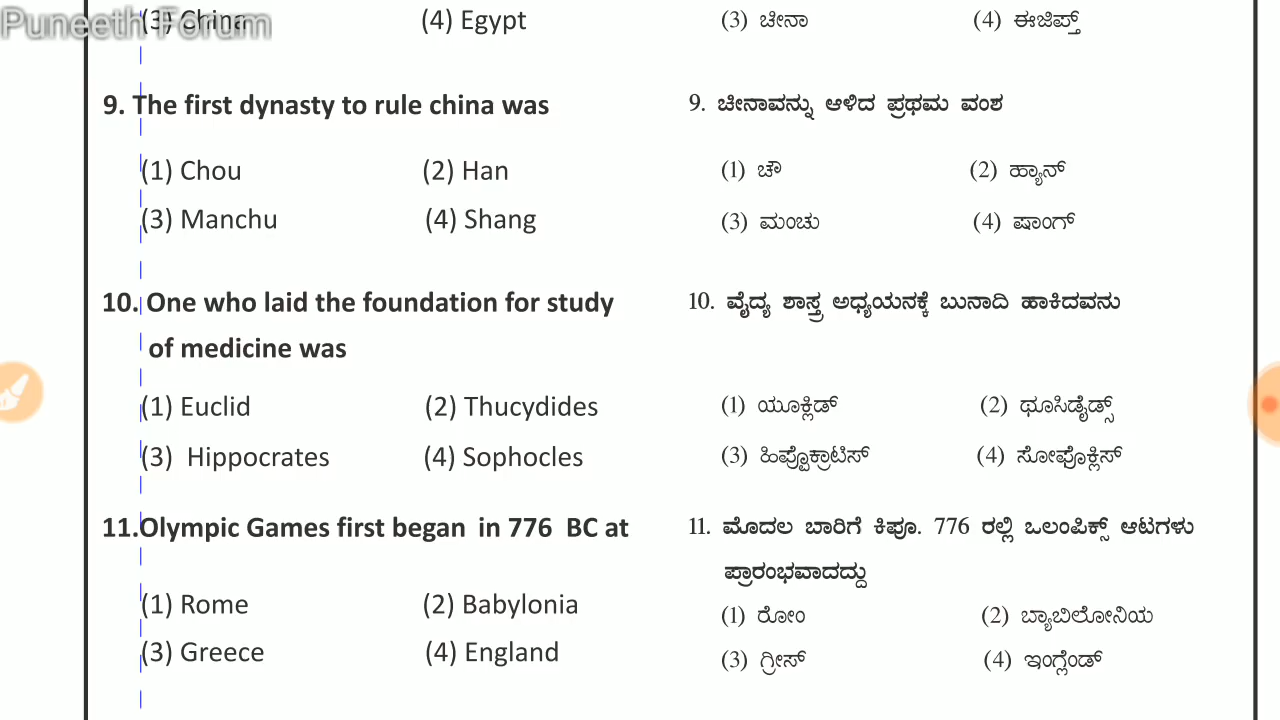 Puneeth Forum
(3) China (4) Egypt (3) ಚೀನಾ (4) ಈಜಿಪ್ತ್
9. The first dynasty to rule china was 9. ಚೀನಾವನ್ನು ಆಳಿದ ಪ್ರಥಮ ವಂಶ
(1) Chou (2) Han (1) ಚೌ (2) ಹ್ಯಾನ್
(3) Manchu (4) Shang (3) ಮಂಚು (4) ಷಾಂಗ್
10. One who laid the foundation for study 10. ವೈದ್ಯ ಶಾಸ್ತ್ರ ಅಧ್ಯಯನಕ್ಕೆ ಬುನಾದಿ ಹಾಕಿದವನು
of medicine was
(1) Euclid (2) Thucydides (1) ಯೂಕ್ಲಿಡ್ (2) ಥೂಸಿಡೈಡ್ಸ್
(3) Hippocrates (4) Sophocles (3) ಹಿಪ್ಪೊಕ್ರಾಟಿಸ್ (4) ಸೋಫೊಕ್ಲಿಸ್
11.Olympic Games first began in 776 BC at 11. ಮೊದಲ ಬಾರಿಗೆ ಕಿಪೂ. 776 ರಲ್ಲಿ ಒಲಂಪಿಕ್ಸ್ ಆಟಗಳು
ಪ್ರಾರಂಭವಾದದ್ದು
(1) Rome (2) Babylonia (1) ರೋಂ (2) ಬ್ಯಾಬಿಲೋನಿಯ
(3) Greece (4) England (3) ಗ್ರೀಸ್ (4) ಇಂಗ್ಲೆಂಡ್